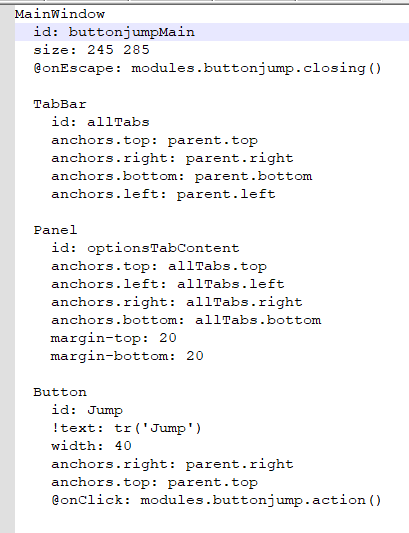 MainWindow
  id: buttonjumpMain
  size: 245 285
  @onEscape: modules.buttonjump.closing()

  TabBar
    id: allTabs
    anchors.top: parent.top
    anchors.right: parent.right
    anchors.bottom: parent.bottom
    anchors.left: parent.left

  Panel
    id: optionsTabContent
    anchors.top: allTabs.top
    anchors.left: allTabs.left
    anchors.right: allTabs.right
    anchors.bottom: allTabs.bottom
    margin-top: 20
    margin-bottom: 20

  Button
    id: Jump
    !text: tr('Jump')
    width: 40
    anchors.right: parent.right
    anchors.top: parent.top
    @onClick: modules.buttonjump.action()